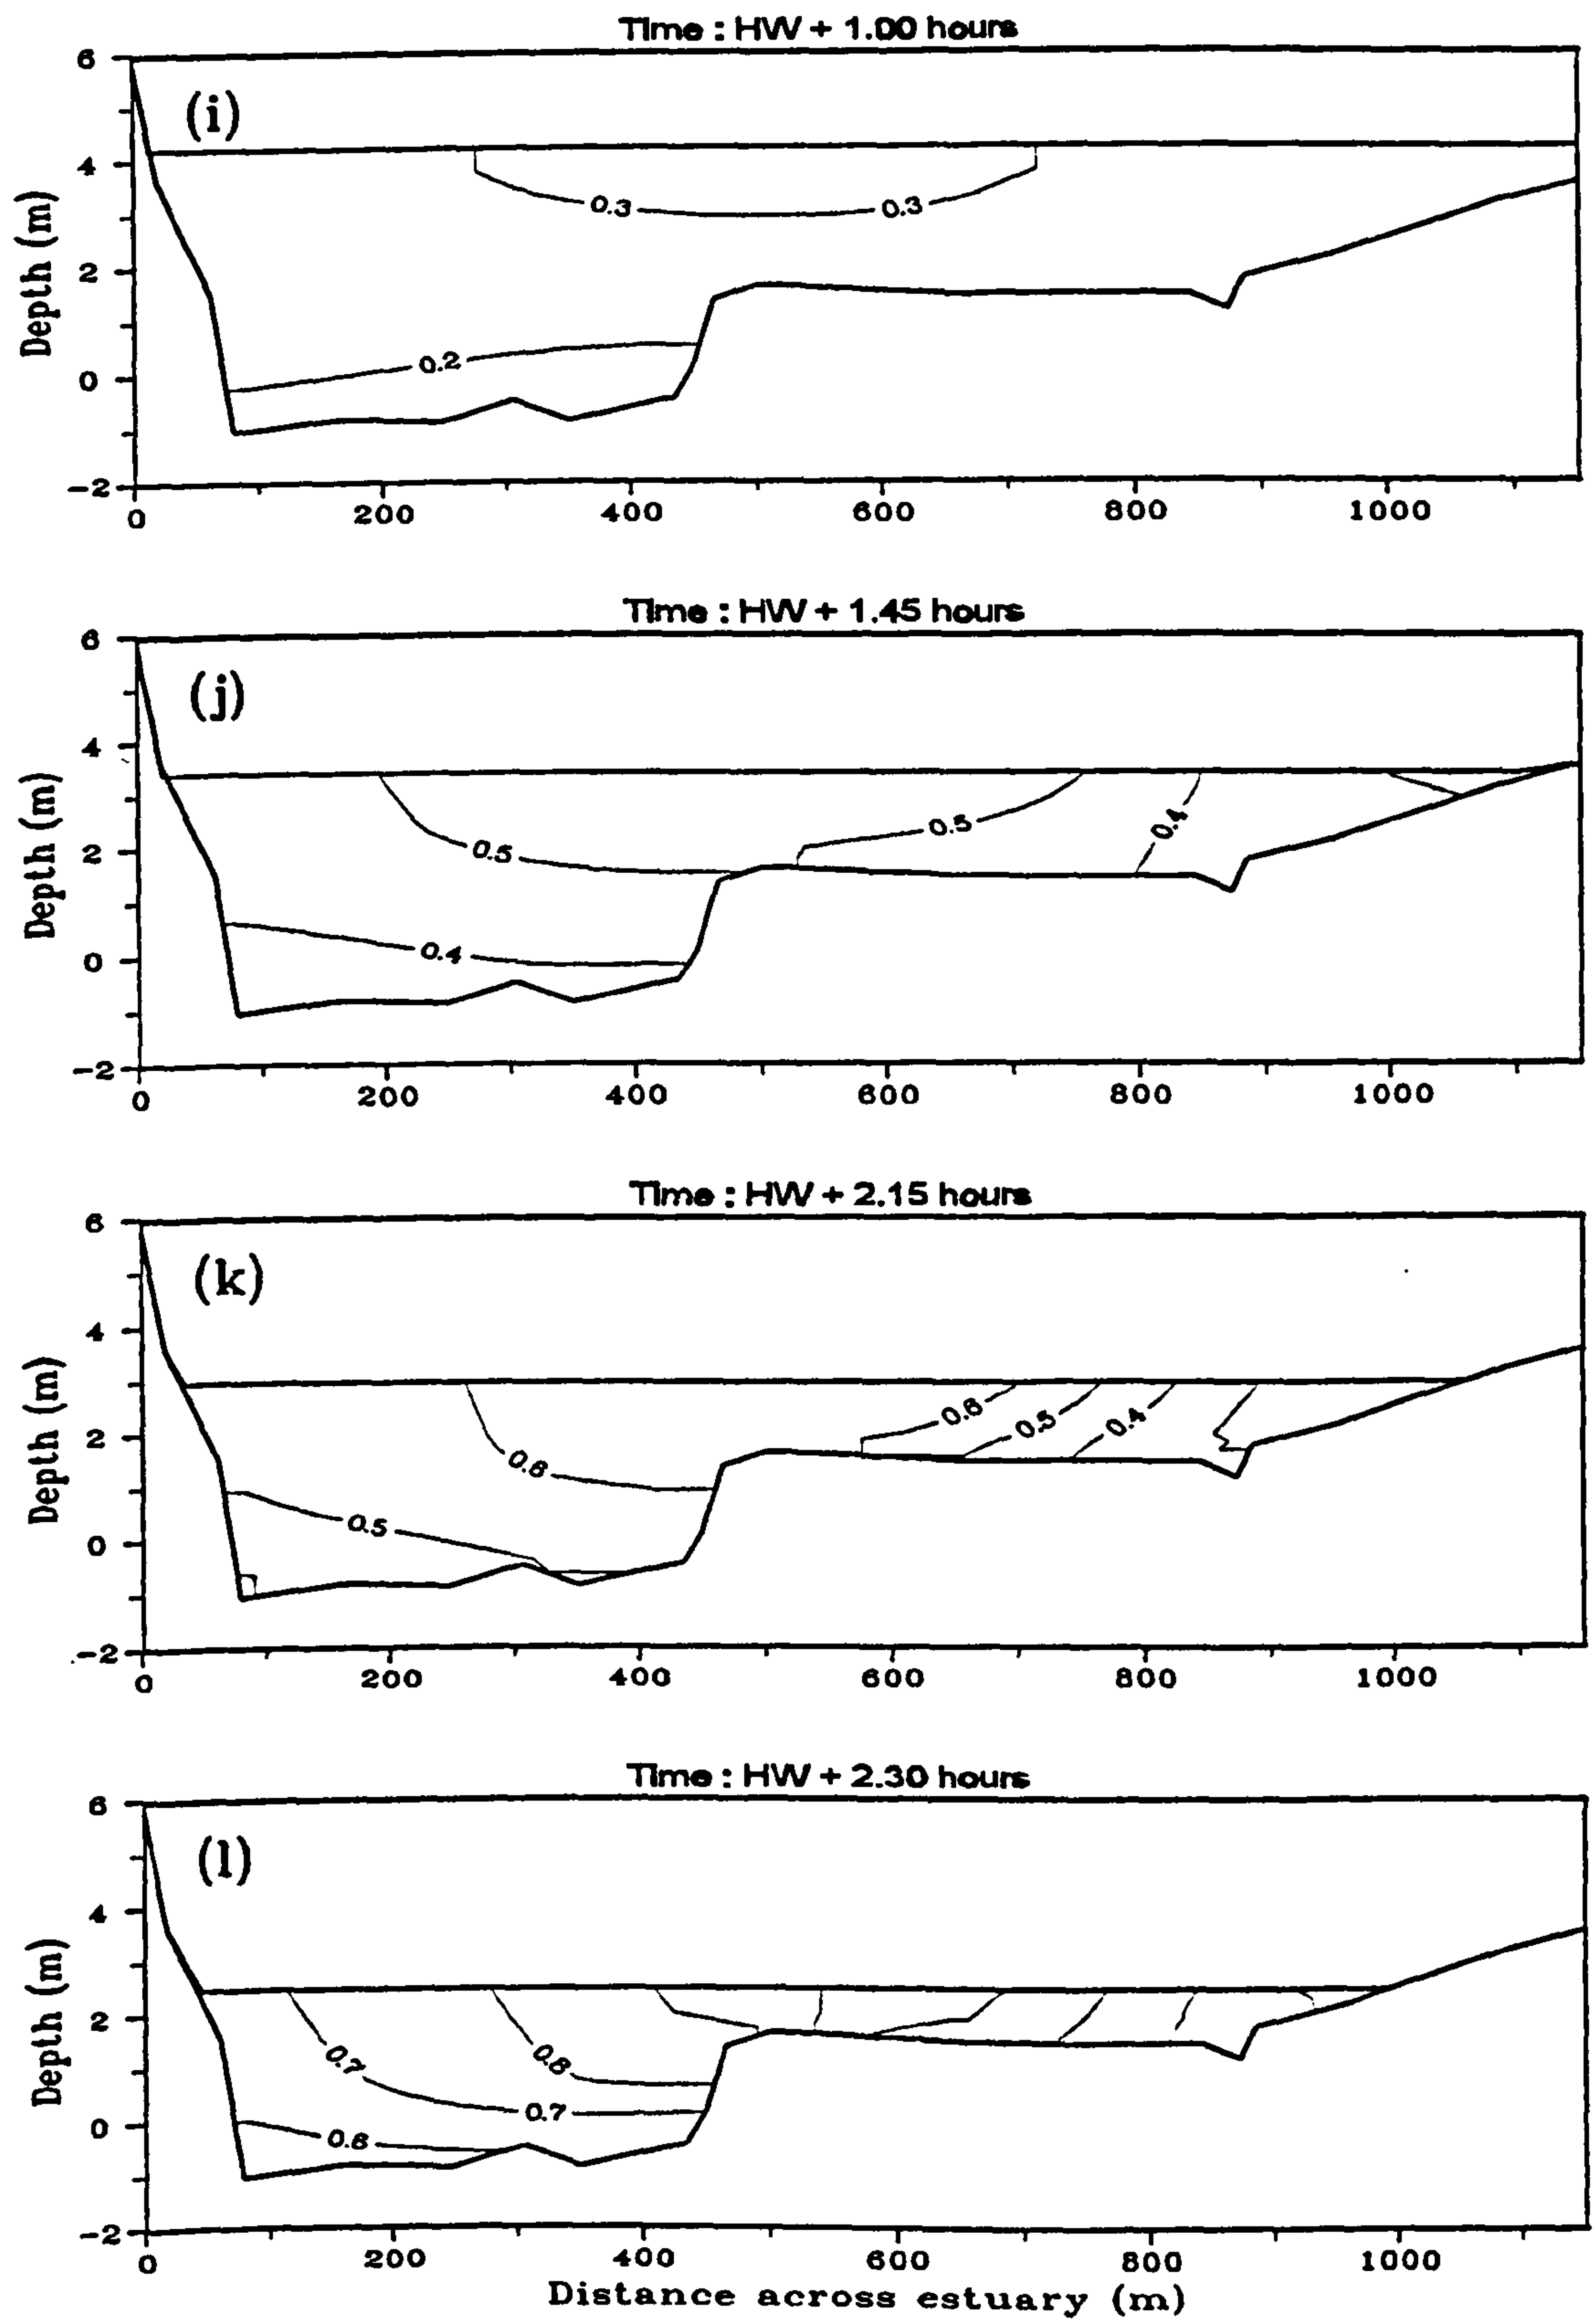 Time : HW + 1.00 hours
6
(i)
4
0.3 0.3
Depth (m)
2
0.2
0
-2
0 200 400 600 800 1000
Time : HW + 1.45 hours
6
(j)
4
0.5 0.5 0.4
Depth (m)
2
0.4
0
-2
0 200 400 600 800 1000
Time : HW + 2.15 hours
6
(k)
4
0.6 0.5 0.4
Depth (m)
2
0.6
0.5
0
-2
0 200 400 600 800 1000
Time : HW + 2.30 hours
6
(l)
4
Depth (m)
2
0.7 0.8
0.7
0
0.6
-2
0 200 400 600 800 1000
Distance across estuary (m)